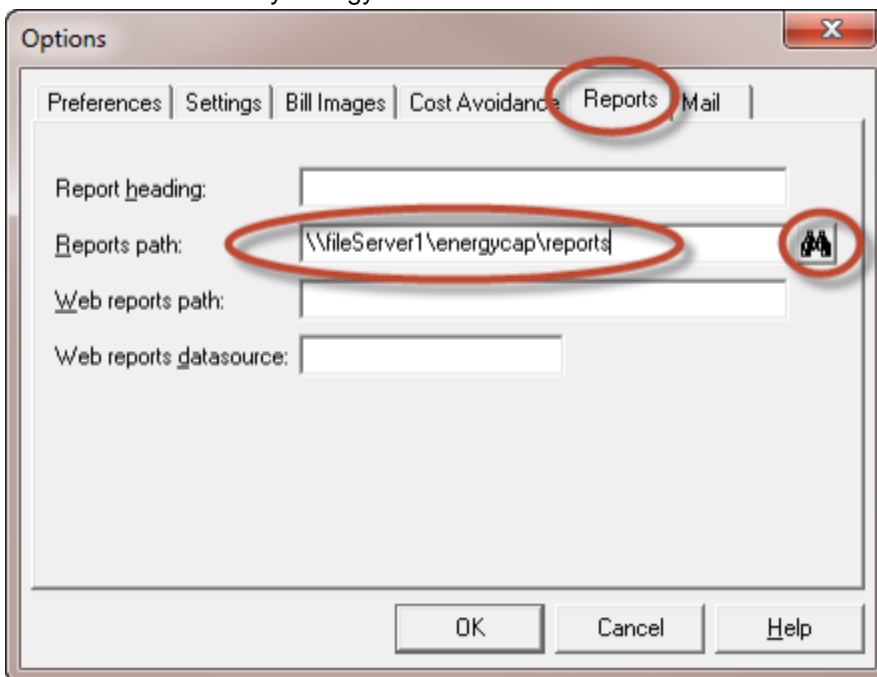 Options
Preferences Settings Bill Images Cost Avoidance Reports Mail
Report heading:
Reports path: \\fileServer1\energycap\reports
Web reports path:
Web reports datasource:
OK Cancel Help